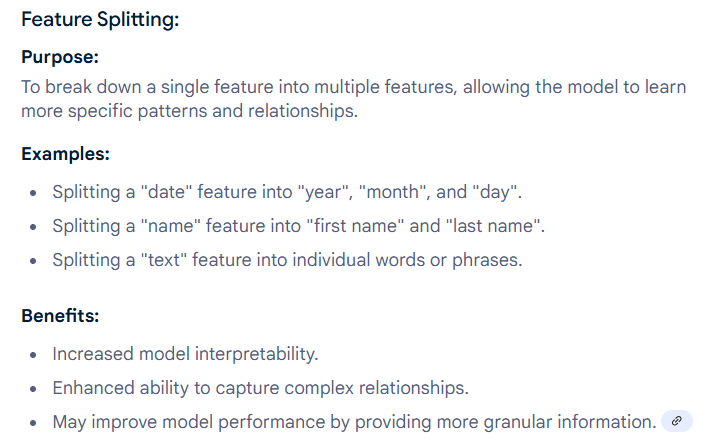 Feature Splitting:
Purpose:
To break down a single feature into multiple features, allowing the model to learn
more specific patterns and relationships.
Examples:
• Splitting a "date" feature into "year", "month", and "day".
• Splitting a "name" feature into "first name" and "last name".
• Splitting a "text" feature into individual words or phrases.
Benefits:
• Increased model interpretability.
• Enhanced ability to capture complex relationships.
• May improve model performance by providing more granular information.